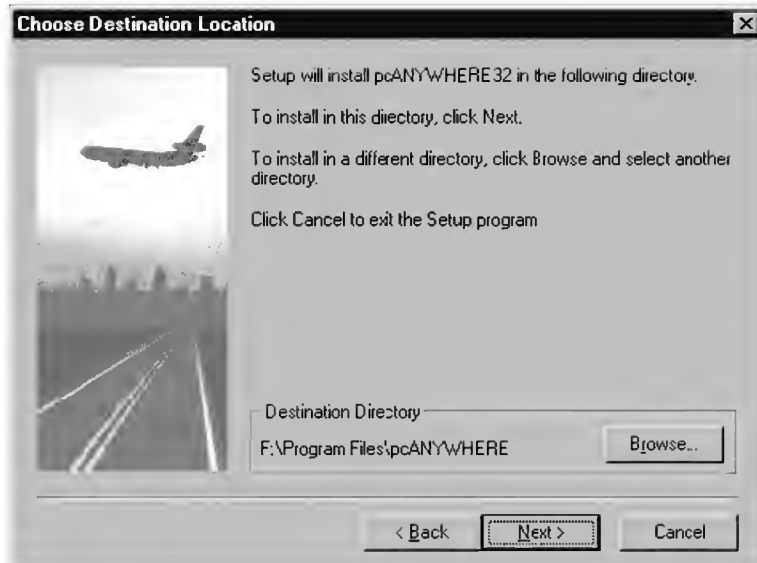 Choose Destination Location
Setup will install pcANYWHERE32 in the following directory.
To install in this directory, click Next.
To install in a different directory, click Browse and select another
directory.
Click Cancel to exit the Setup program
Destination Directory
F:\Program Files\pcANYWHERE
Browse...
< Back
Next >
Cancel